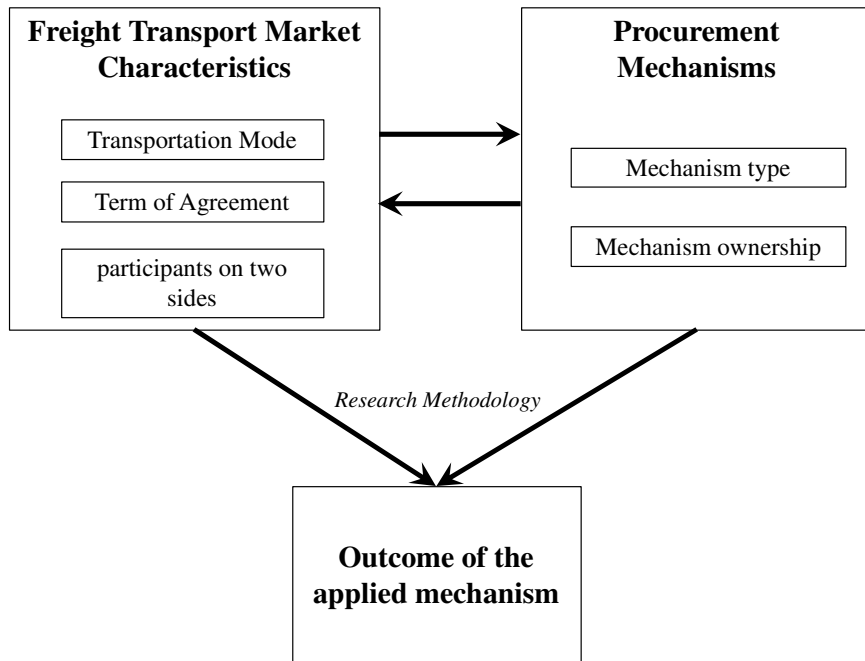 Freight Transport Market
Characteristics
Transportation Mode
Term of Agreement
participants on two
sides
Procurement
Mechanisms
Mechanism type
Mechanism ownership
Research Methodology
Outcome of the
applied mechanism